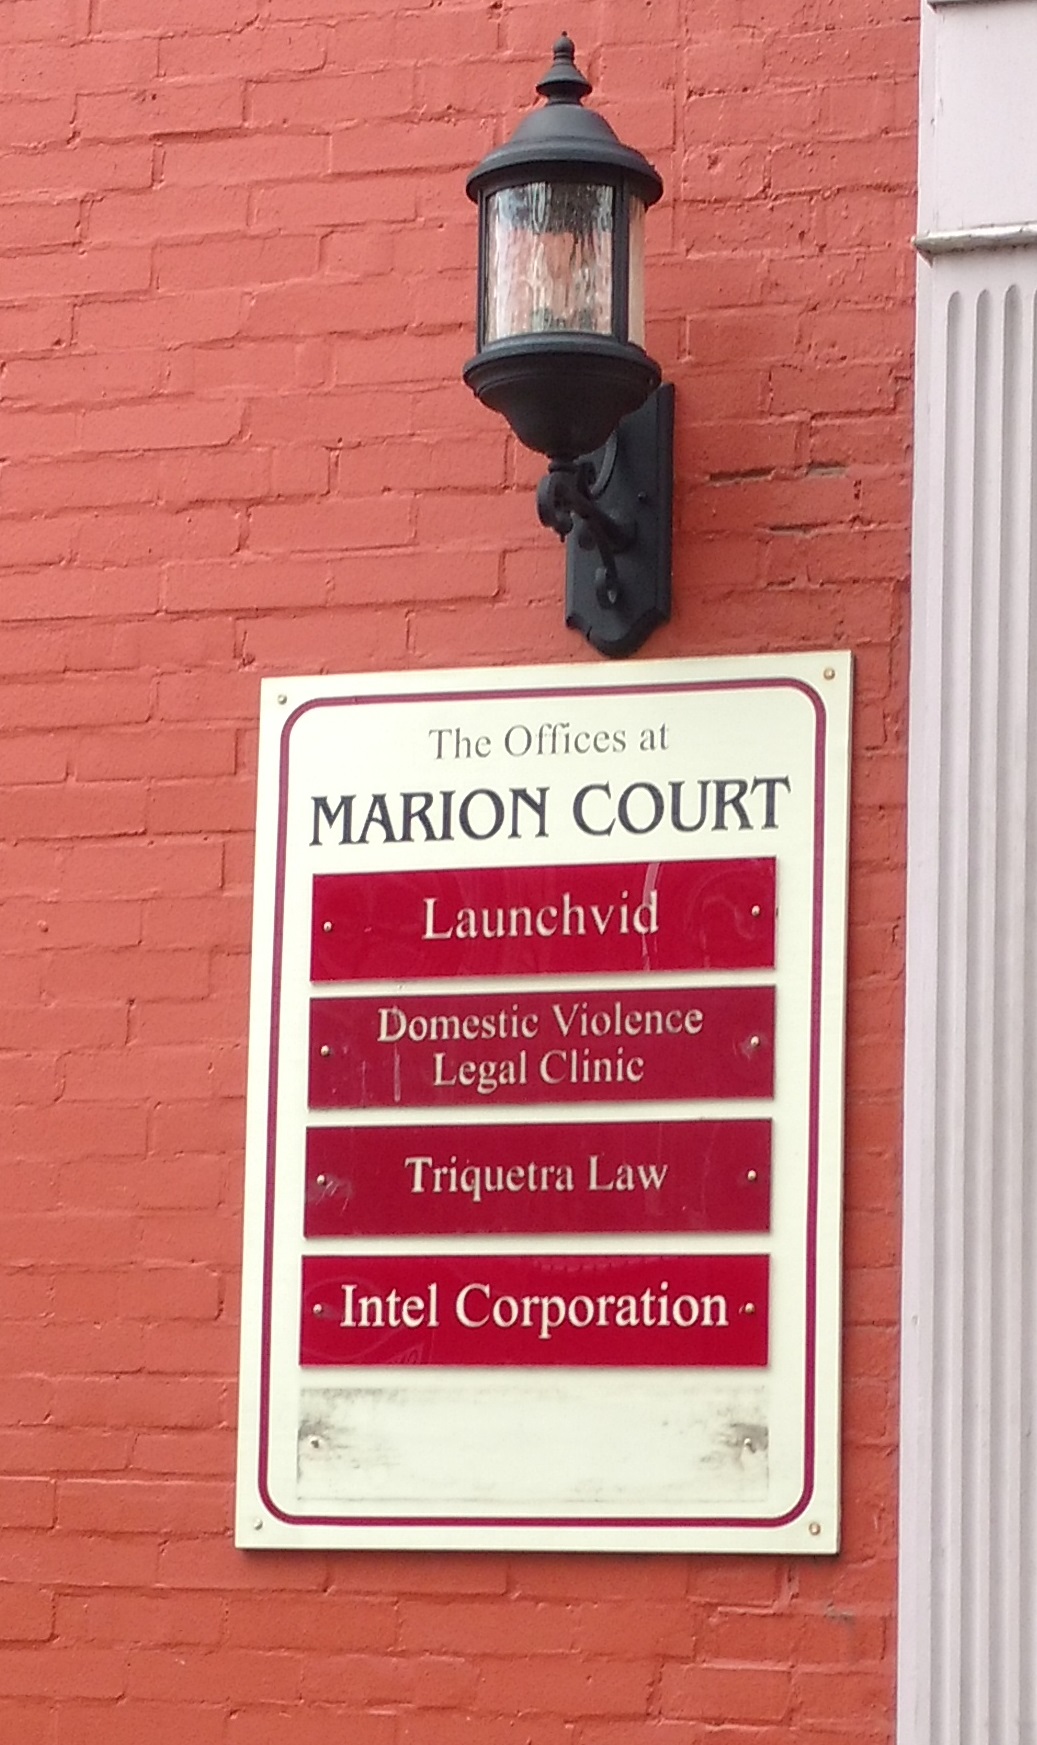 The Offices at
MARION COURT
Launchvid
Domestic Violence
Legal Clinic
Triquetra Law
Intel Corporation